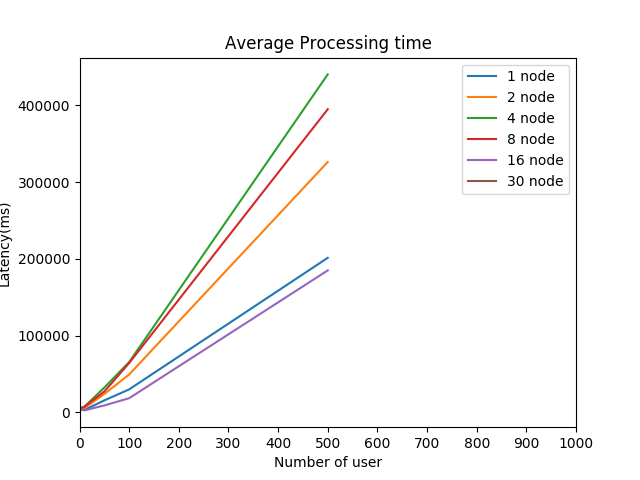 Average Processing time
Latency(ms)
400000
300000
200000
100000
0
0 100 200 300 400 500 600 700 800 900 1000
Number of user
1 node
2 node
4 node
8 node
16 node
30 node